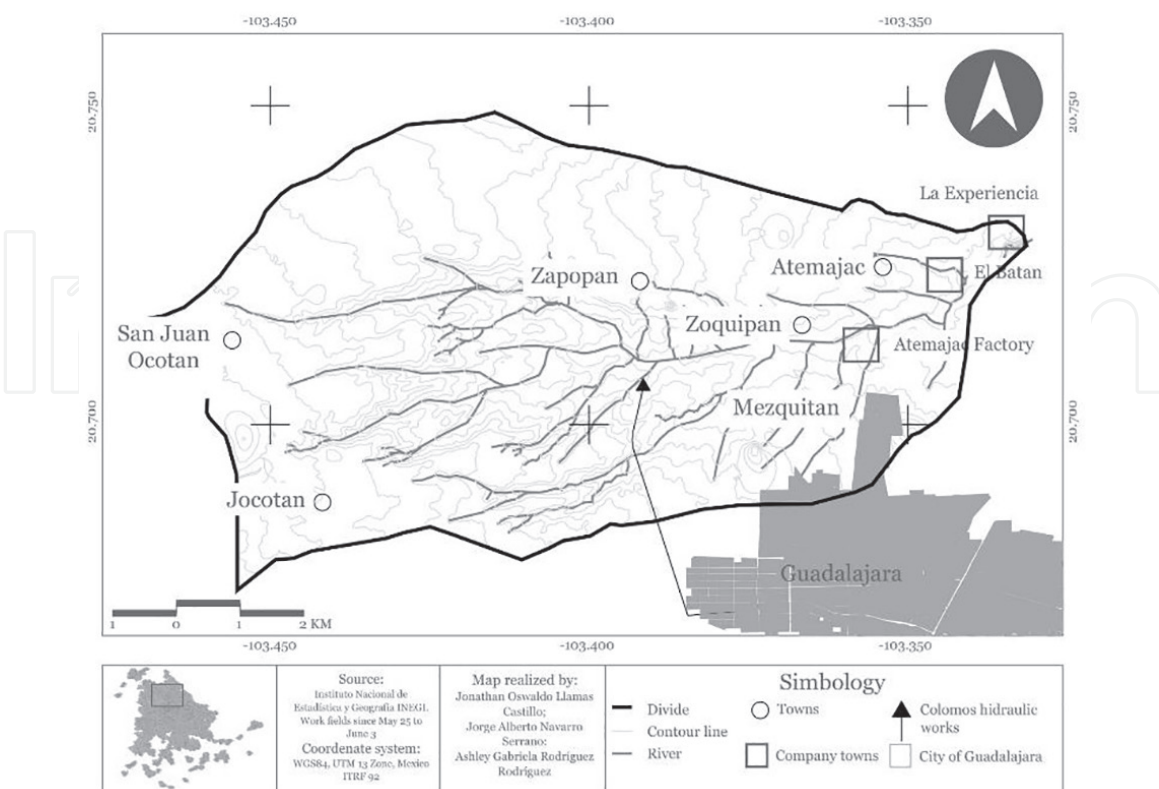 -103.450 -103.400 -103.350
20.750 20.750
La Experiencia
Zapopan
Atemajac
El Batan
San Juan
Ocotan
Zoquipan
Atemajac Factory
Mezquitan
20.700 20.700
Jocotan
Guadalajara
1 0 1 2 KM
-103.450 -103.400 -103.350
Source:
Instituto Nacional de
Estadística y Geografía INEGI.
Work fields since May 25 to
June 3
Coordenate system:
WGS84, UTM 13 Zone, Mexico
ITRF 92
Map realized by:
Jonathan Oswaldo Llamas
Castillo;
Jorge Alberto Navarro
Serrano;
Ashley Gabriela Rodríguez
Rodríguez
Simbology
Divide
Contour line
River
Towns
Company towns
Colomos hidraulic
works
City of Guadalajara